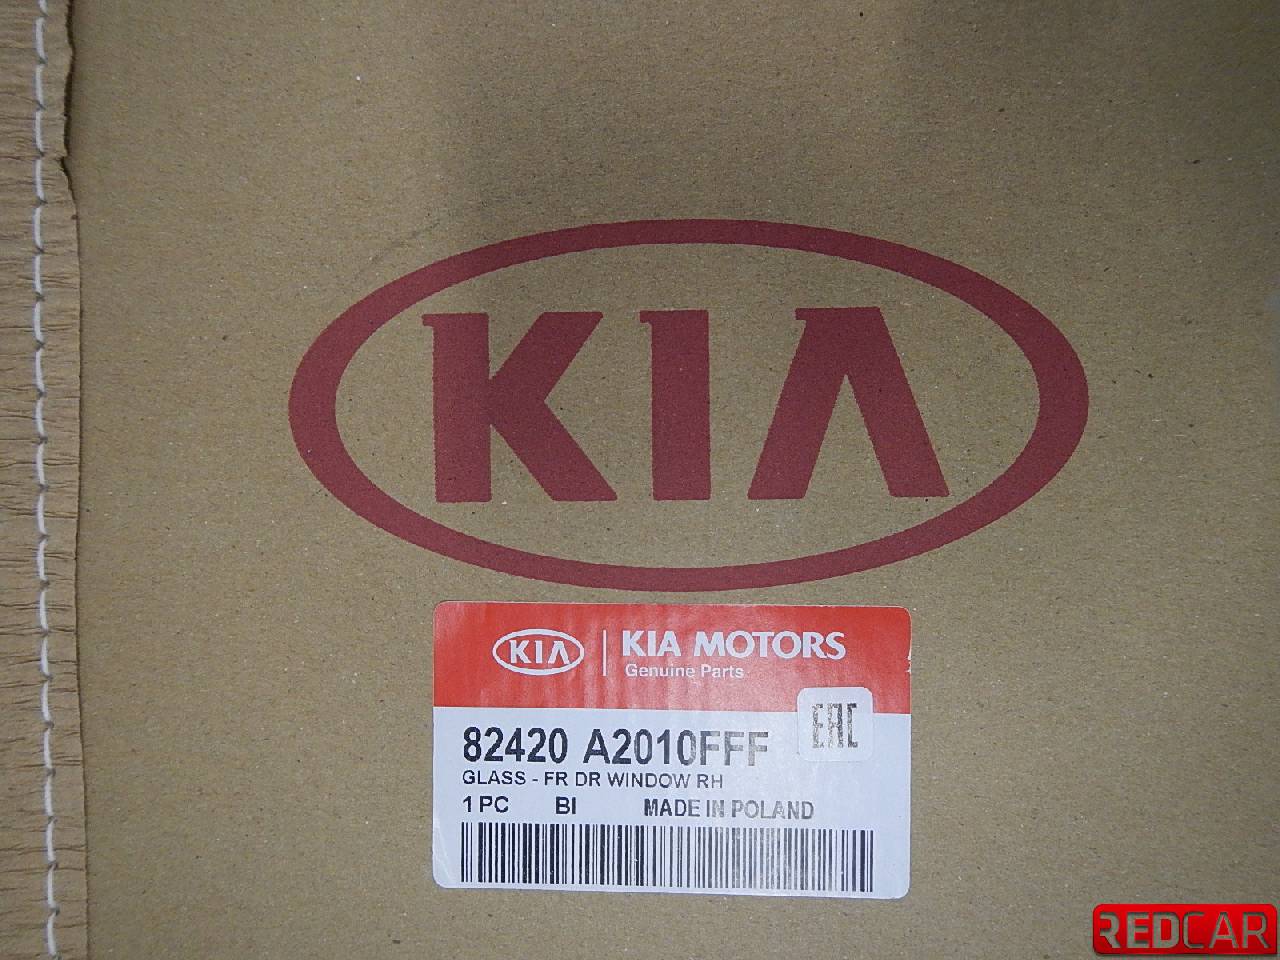 KIA
KIA KIA MOTORS
Genuine Parts
EAC
82420 A2010FFF
GLASS - FR DR WINDOW RH
1 PC BI MADE IN POLAND
REDCAR